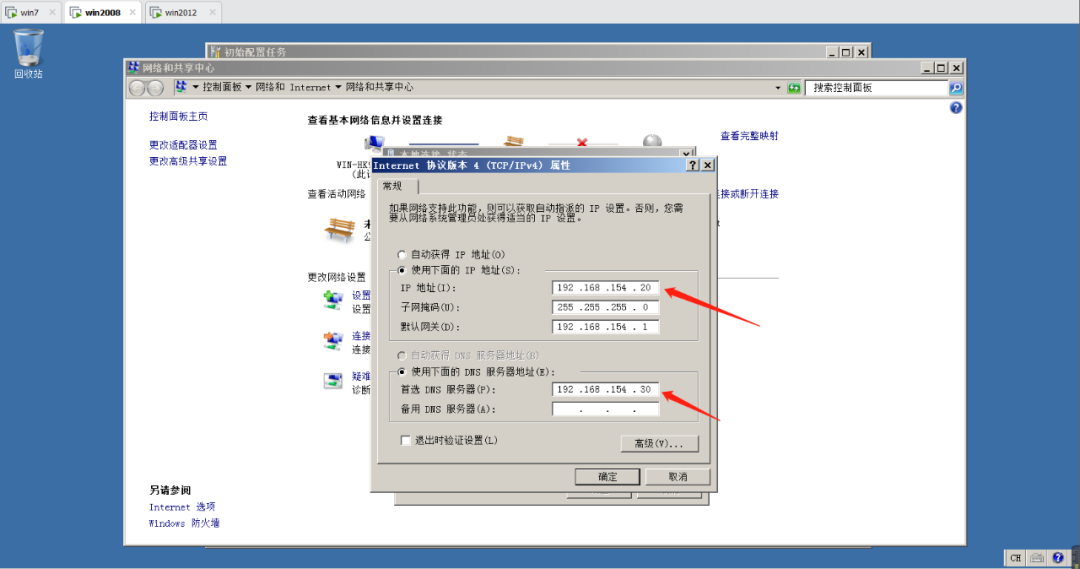 win7
win2008
win2012
回收站
初始配置任务
网络和共享中心
控制面板 网络和 Internet 网络和共享中心
搜索控制面板
控制面板主页
更改适配器设置
更改高级共享设置
查看基本网络信息并设置连接
查看完整映射
查看活动网络
接或断开连接
更改网络设置
设置
设置
连接
连接
疑难
诊断
另请参阅
Internet 选项
Windows 防火墙
Internet 协议版本 4 (TCP/IPv4) 属性
常规
如果网络支持此功能，则可以获取自动指派的 IP 设置。否则，您需
要从网络系统管理员处获得适当的 IP 设置。
自动获得 IP 地址(O)
使用下面的 IP 地址(S):
IP 地址(I): 192 .168 .154 . 20
子网掩码(U): 255 .255 .255 . 0
默认网关(D): 192 .168 .154 . 1
自动获得 DNS 服务器地址(B)
使用下面的 DNS 服务器地址(E):
首选 DNS 服务器(P): 192 .168 .154 . 30
备用 DNS 服务器(A): . . .
退出时验证设置(L)
高级(V)...
确定
取消
CH